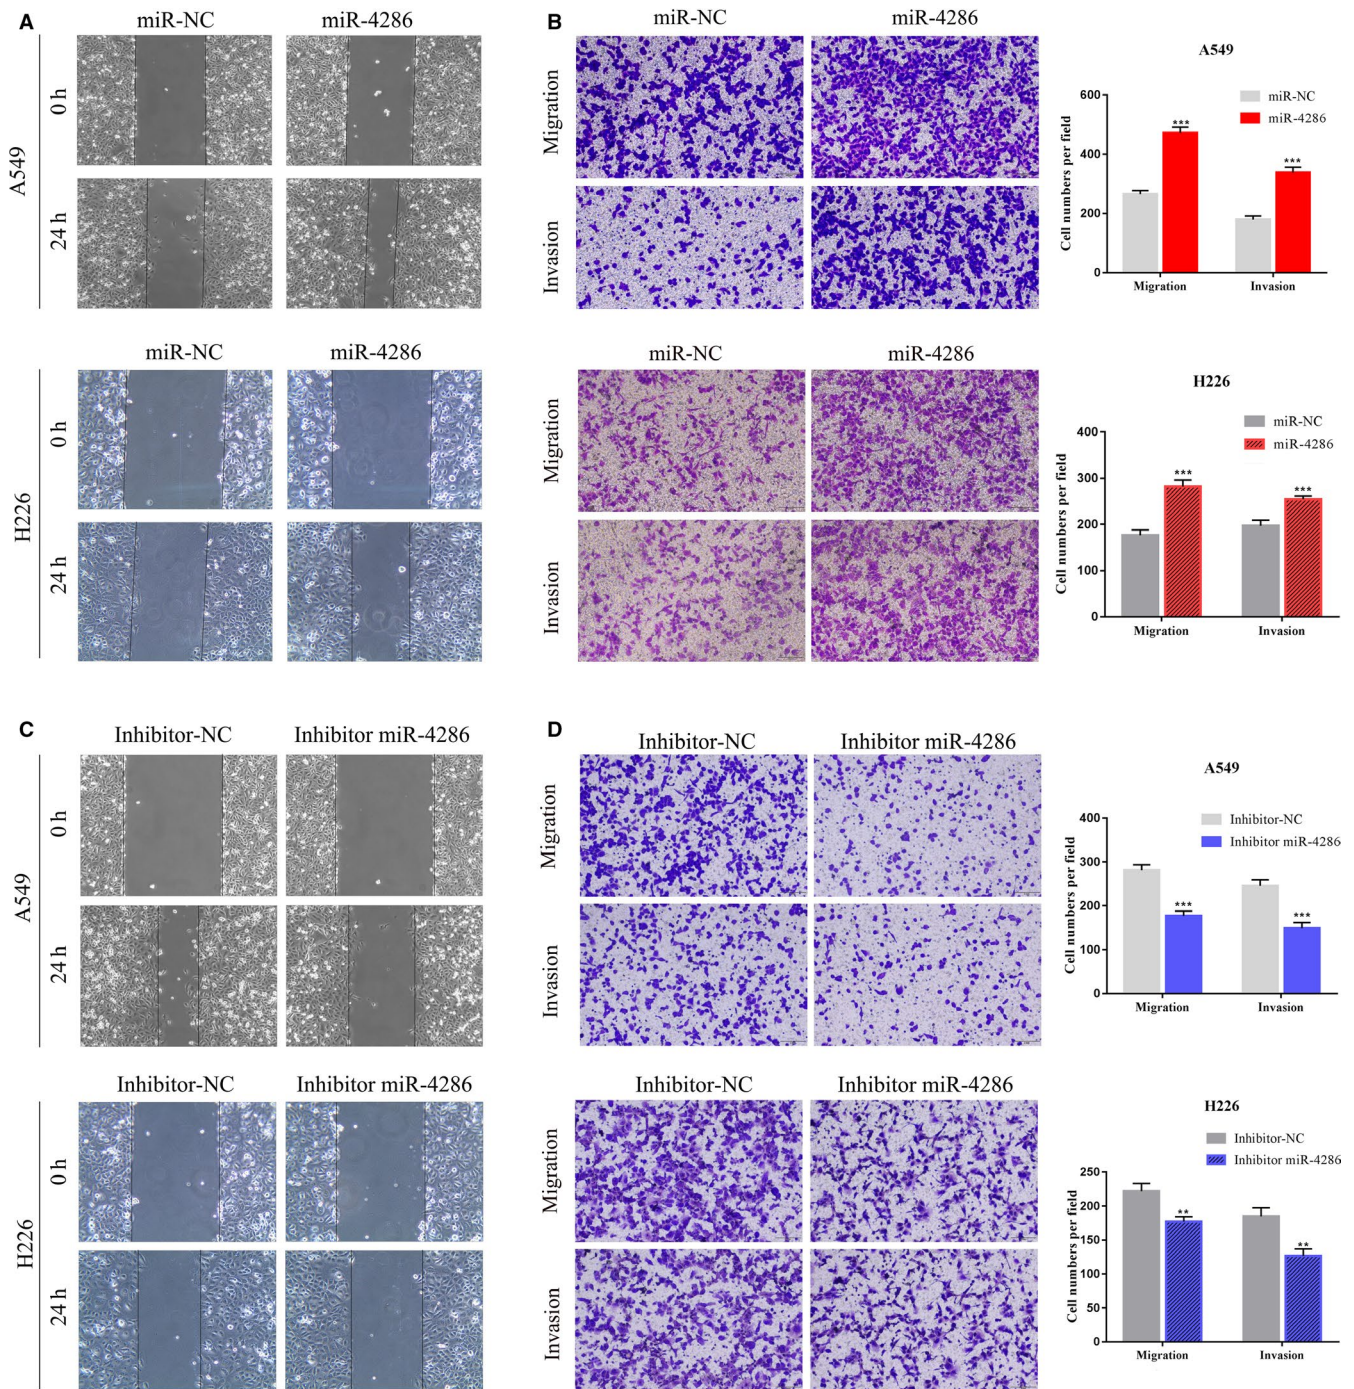 A
miR-NC
miR-4286
A549
0 h
24 h
miR-NC
miR-4286
H226
0 h
24 h
B
miR-NC
miR-4286
Migration
Invasion
A549
miR-NC
miR-4286
Cell numbers per field
600
400
200
0
***
***
Migration
Invasion
miR-NC
miR-4286
Migration
Invasion
H226
miR-NC
miR-4286
Cell numbers per field
400
300
200
100
0
***
***
Migration
Invasion
C
Inhibitor-NC
Inhibitor miR-4286
A549
0 h
24 h
Inhibitor-NC
Inhibitor miR-4286
H226
0 h
24 h
D
Inhibitor-NC
Inhibitor miR-4286
Migration
Invasion
A549
Inhibitor-NC
Inhibitor miR-4286
Cell numbers per field
400
300
200
100
0
***
***
Migration
Invasion
Inhibitor-NC
Inhibitor miR-4286
Migration
Invasion
H226
Inhibitor-NC
Inhibitor miR-4286
Cell numbers per field
250
200
150
100
50
0
**
**
Migration
Invasion